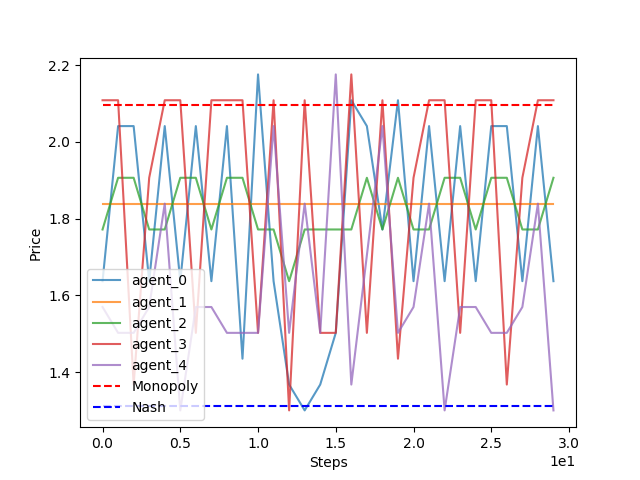 2.2
2.0
1.8
1.6
1.4
Price
agent_0
agent_1
agent_2
agent_3
agent_4
Monopoly
Nash
0.0 0.5 1.0 1.5 2.0 2.5 3.0
Steps
1e1